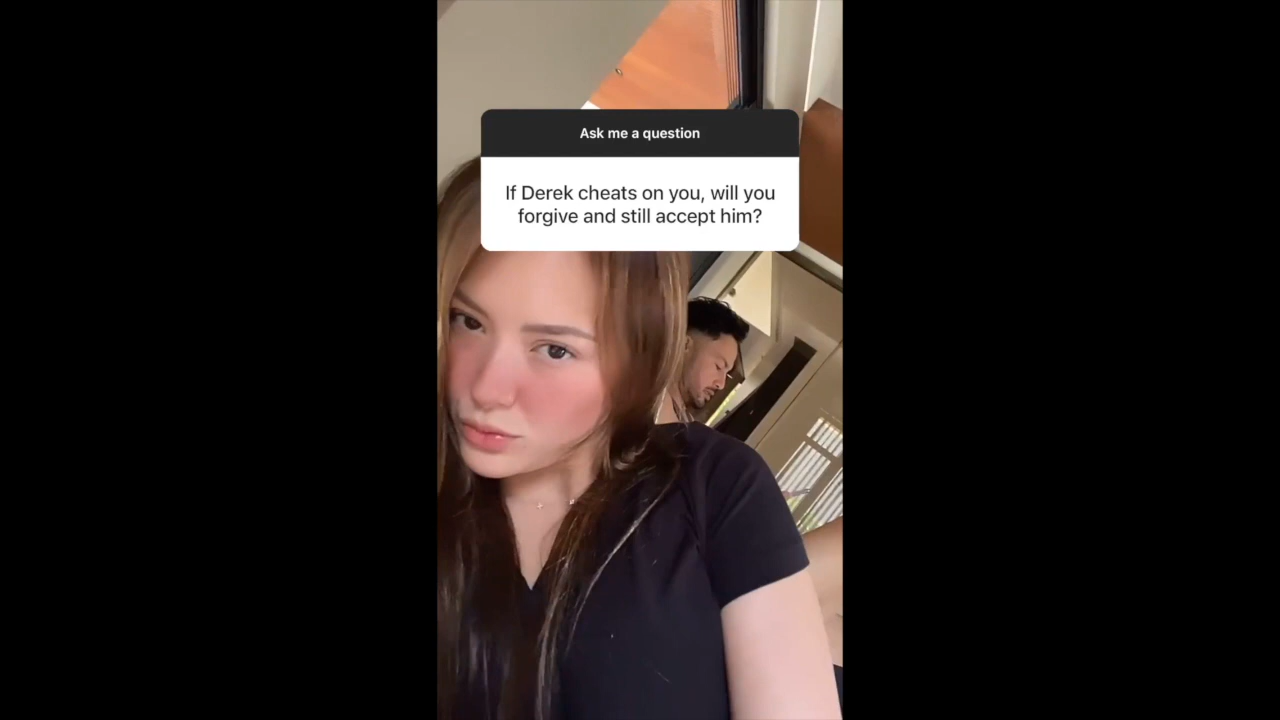 Ask me a question
If Derek cheats on you, will you
forgive and still accept him?